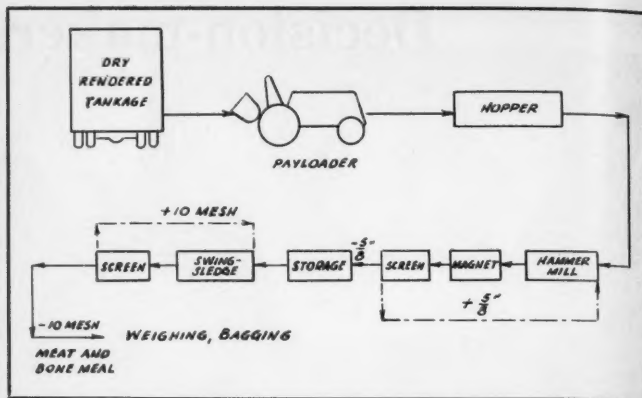 DRY
RENDERED
TANKAGE
PAYLOADER
HOPPER
+10 MESH
SCREEN
SWING-
SLEDGE
STORAGE
-5/8"
SCREEN
MAGNET
HAMMER
MILL
+5/8"
-10 MESH
WEIGHING, BAGGING
MEAT AND
BONE MEAL